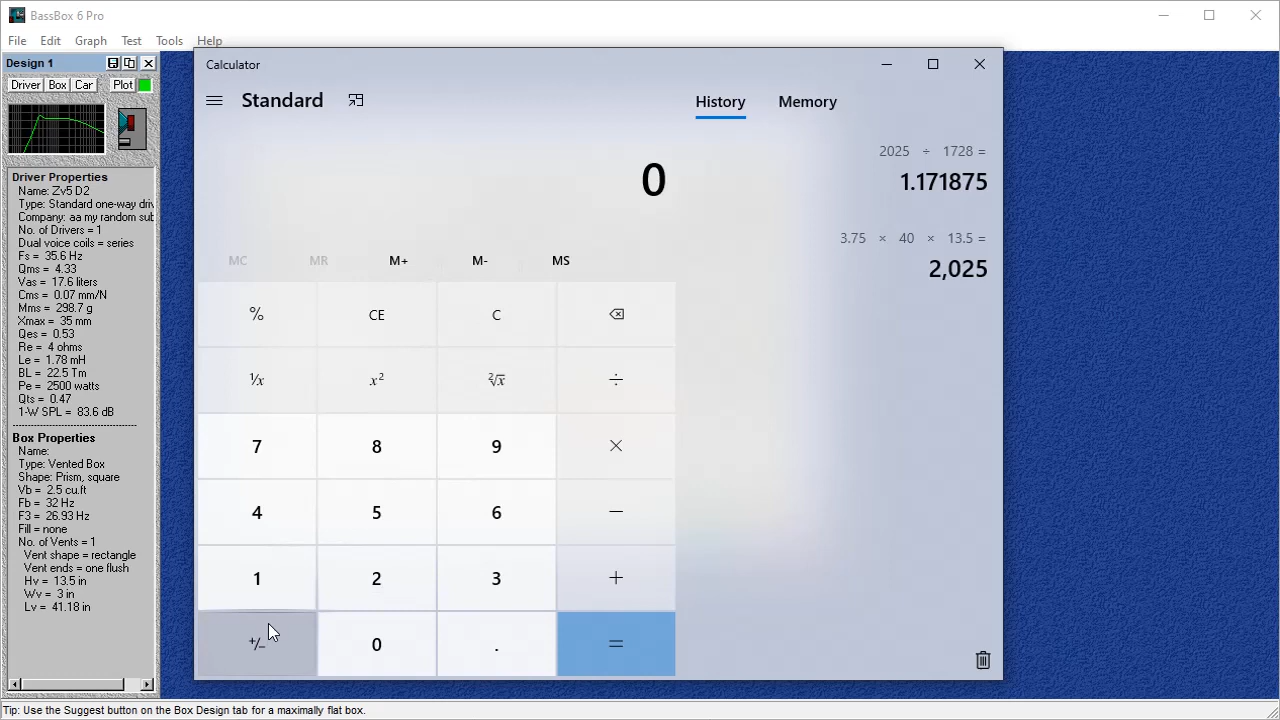 BassBox 6 Pro
File Edit Graph Test Tools Help
Design 1
Driver Box Car Plot
Driver Properties
Name: Zv5 D2
Type: Standard one-way driv
Company: aa my random sub
No. of Drivers = 1
Dual voice coils = series
Fs = 35.6 Hz
Qms = 4.33
Vas = 17.6 liters
Cms = 0.07 mm/N
Mms = 298.7 g
Xmax = 35 mm
Qes = 0.53
Re = 4 ohms
Le = 1.78 mH
BL = 22.5 Tm
Pe = 2500 watts
Qts = 0.47
1-W SPL = 83.6 dB
Box Properties
Name:
Type: Vented Box
Shape: Prism, square
Vb = 2.5 cu.ft
Fb = 32 Hz
F3 = 26.93 Hz
Fill = none
No. of Vents = 1
Vent shape = rectangle
Vent ends = one flush
Hv = 13.5 in
Wv = 3 in
Lv = 41.18 in
Calculator
Standard
0
MC MR M+ M- MS
% CE C
¹/x x² ²√x ÷
7 8 9 ×
4 5 6 −
1 2 3 +
+/− 0 . =
History Memory
2025 ÷ 1728 =
1.171875
3.75 × 40 × 13.5 =
2,025
Tip: Use the Suggest button on the Box Design tab for a maximally flat box.